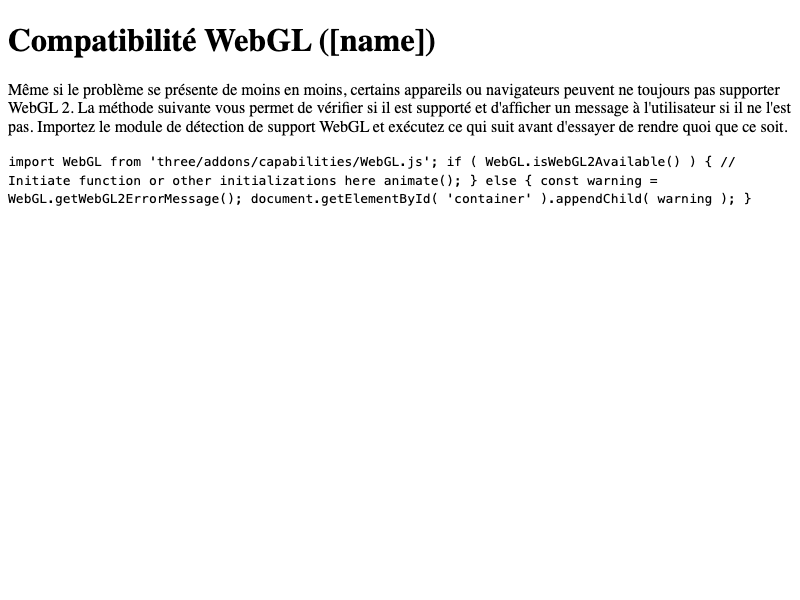 Compatibilité WebGL ([name])
Même si le problème se présente de moins en moins, certains appareils ou navigateurs peuvent ne toujours pas supporter
WebGL 2. La méthode suivante vous permet de vérifier si il est supporté et d'afficher un message à l'utilisateur si il ne l'est
pas. Importez le module de détection de support WebGL et exécutez ce qui suit avant d'essayer de rendre quoi que ce soit.
import WebGL from 'three/addons/capabilities/WebGL.js'; if ( WebGL.isWebGL2Available() ) { //
Initiate function or other initializations here animate(); } else { const warning =
WebGL.getWebGL2ErrorMessage(); document.getElementById( 'container' ).appendChild( warning ); }